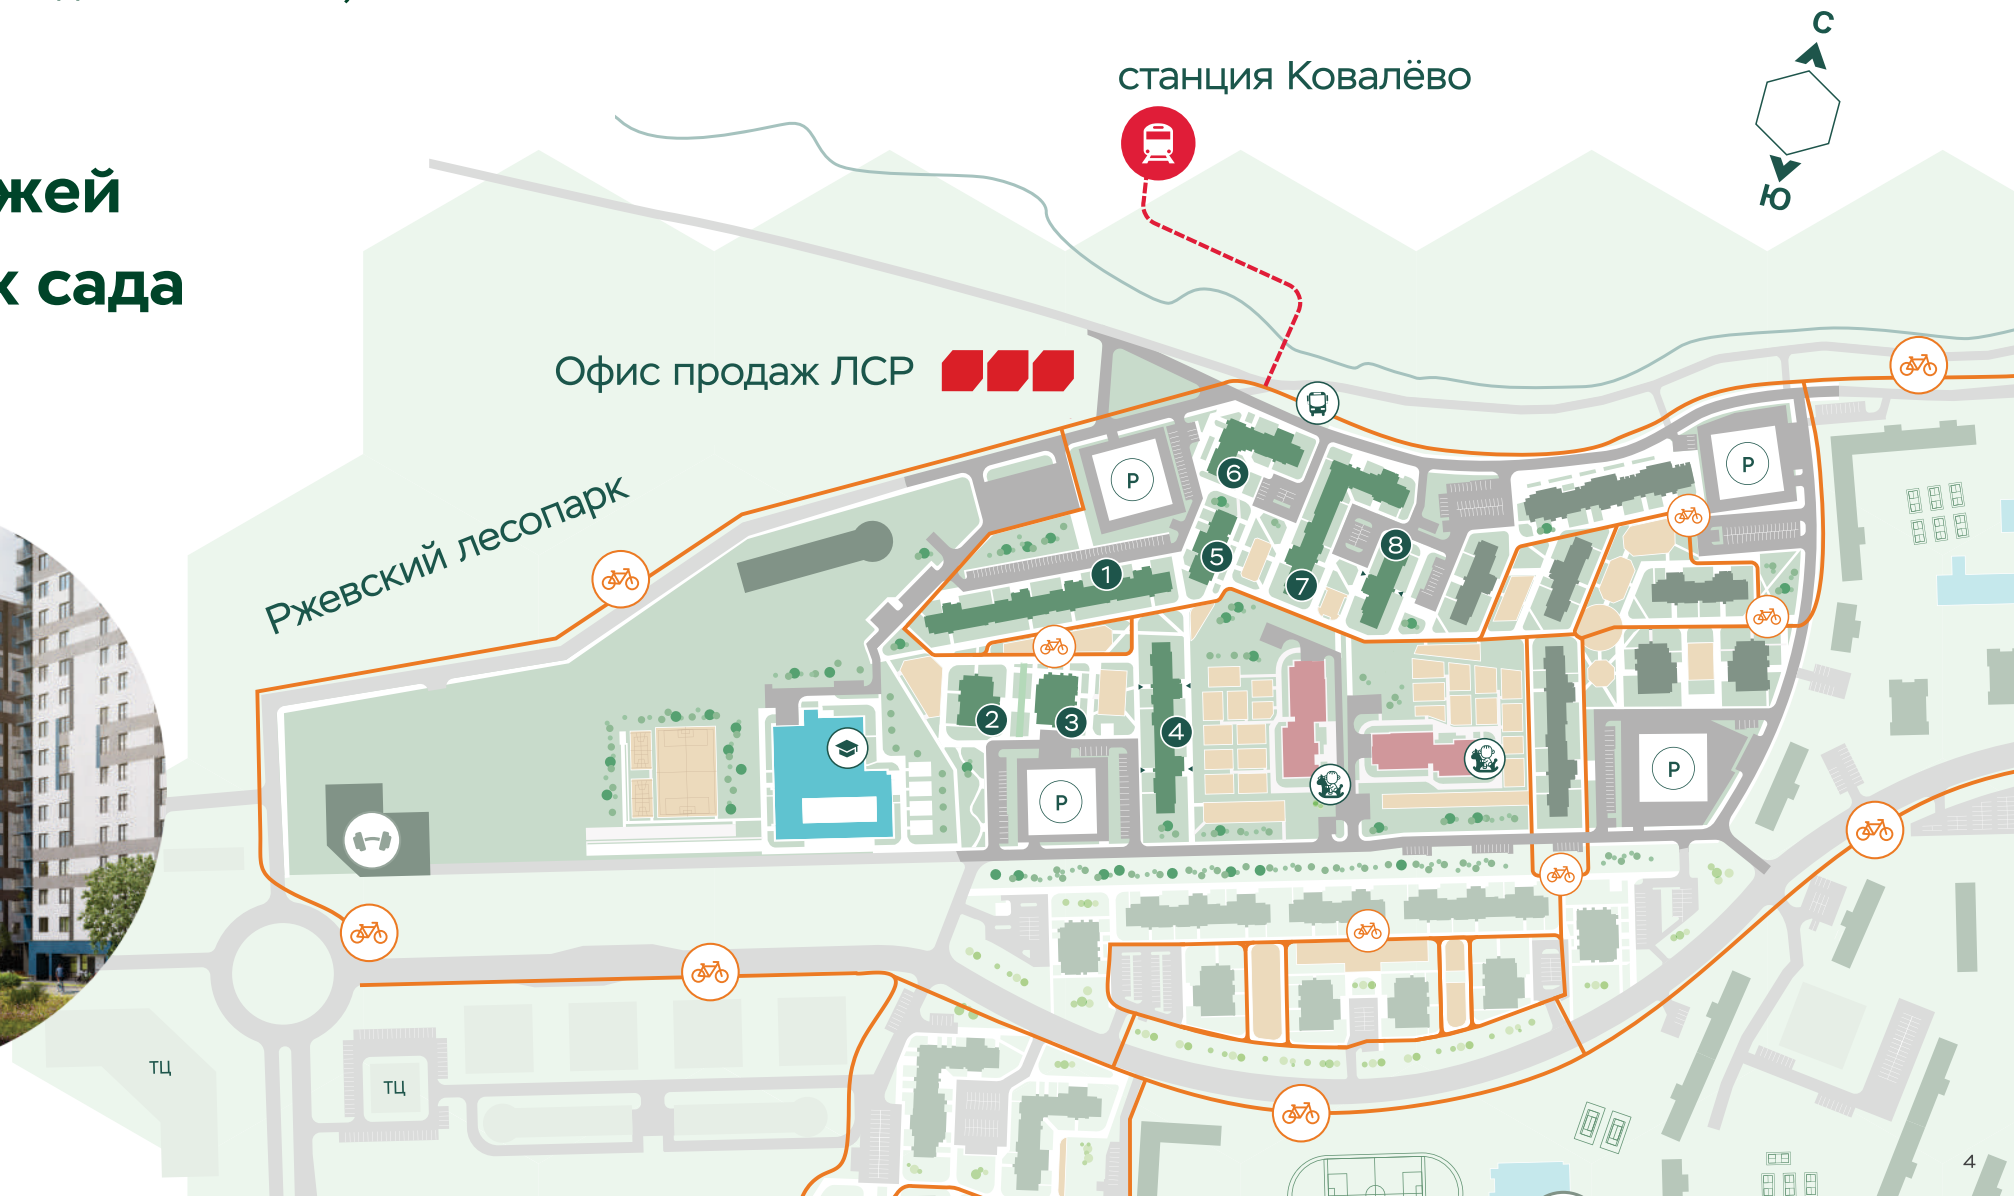 С
станция Ковалёво
Ю
жей
к сада
Офис продаж ЛСР
Ржевский лесопарк
P
P
6
8
5
1
7
2
3
4
P
P
ТЦ
ТЦ
4